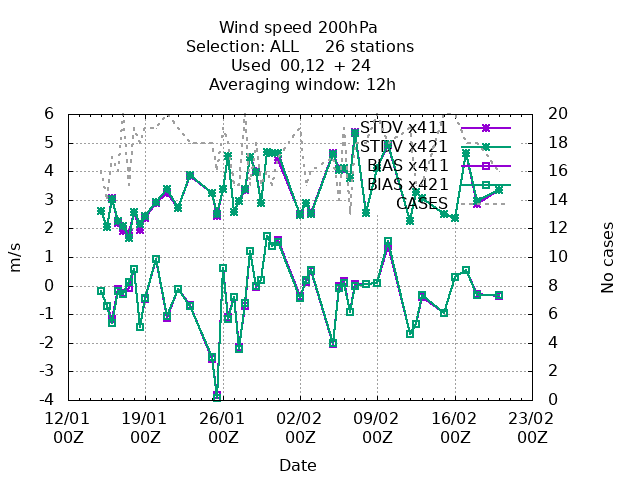 Wind speed 200hPa
Selection: ALL 26 stations
Used 00,12 + 24
Averaging window: 12h
6 20
5 18
4 16
3 14
2 12
1 10
0 8
-1 6
-2 4
-3 2
-4 0
STDV x411
STDV x421
BIAS x411
BIAS x421
CASES
m/s
No cases
12/01 19/01 26/01 02/02 09/02 16/02 23/02
00Z 00Z 00Z 00Z 00Z 00Z 00Z
Date